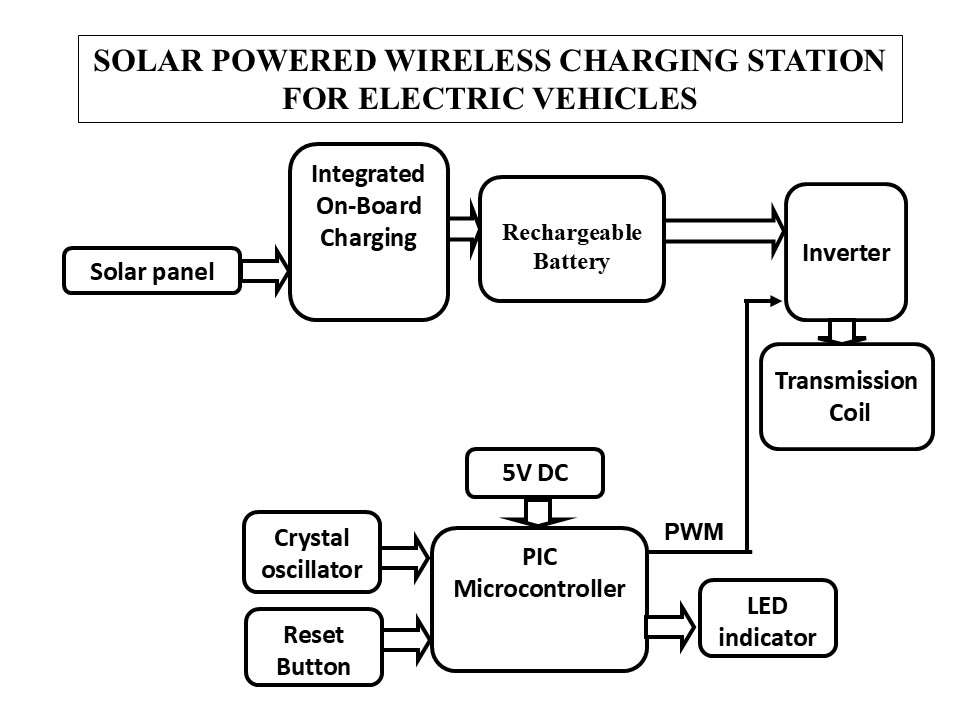 SOLAR POWERED WIRELESS CHARGING STATION
FOR ELECTRIC VEHICLES
Integrated
On-Board
Charging
Rechargeable
Battery
Inverter
Solar panel
Transmission
Coil
5V DC
Crystal
oscillator
PIC
Microcontroller
PWM
Reset
Button
LED
indicator